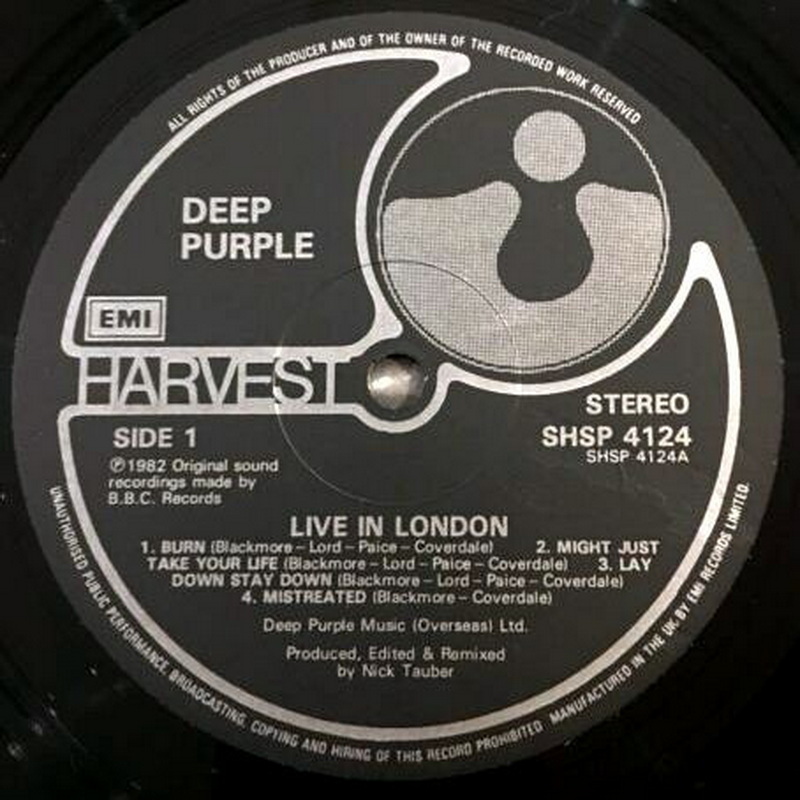 ALL RIGHTS OF THE PRODUCER AND OF THE OWNER OF THE RECORDED WORK RESERVED
DEEP
PURPLE
EMI
HARVEST
STEREO
SHSP 4124
SHSP 4124A
SIDE 1
℗1982 Original sound
recordings made by
B.B.C. Records
LIVE IN LONDON
1. BURN (Blackmore – Lord – Paice – Coverdale) 2. MIGHT JUST
TAKE YOUR LIFE (Blackmore – Lord – Paice – Coverdale) 3. LAY
DOWN STAY DOWN (Blackmore – Lord – Paice – Coverdale)
4. MISTREATED (Blackmore – Coverdale)
Deep Purple Music (Overseas) Ltd.
Produced, Edited & Remixed
by Nick Tauber
UNAUTHORISED PUBLIC PERFORMANCE, BROADCASTING, COPYING AND HIRING OF THIS RECORD PROHIBITED MANUFACTURED IN THE UK. BY EMI RECORDS LIMITED.